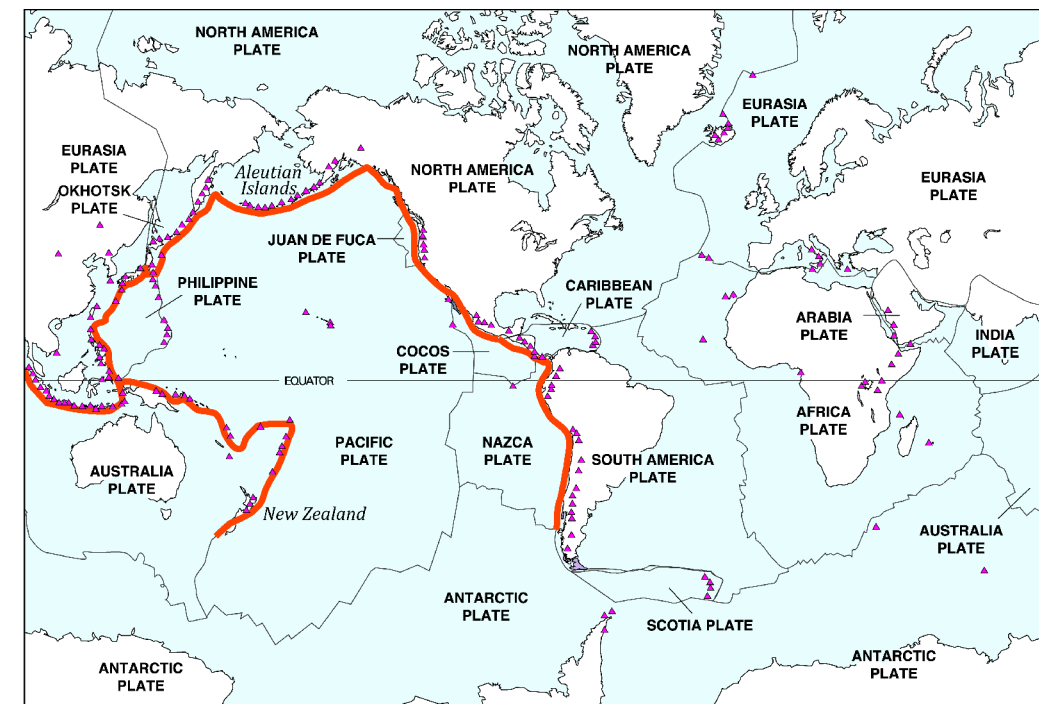 NORTH AMERICA
PLATE
NORTH AMERICA
PLATE
EURASIA
PLATE
EURASIA
PLATE
OKHOTSK
PLATE
Aleutian
Islands
NORTH AMERICA
PLATE
EURASIA
PLATE
JUAN DE FUCA
PLATE
PHILIPPINE
PLATE
CARIBBEAN
PLATE
ARABIA
PLATE
INDIA
PLATE
COCOS
PLATE
EQUATOR
AFRICA
PLATE
PACIFIC
PLATE
NAZCA
PLATE
SOUTH AMERICA
PLATE
AUSTRALIA
PLATE
New Zealand
AUSTRALIA
PLATE
ANTARCTIC
PLATE
SCOTIA PLATE
ANTARCTIC
PLATE
ANTARCTIC
PLATE